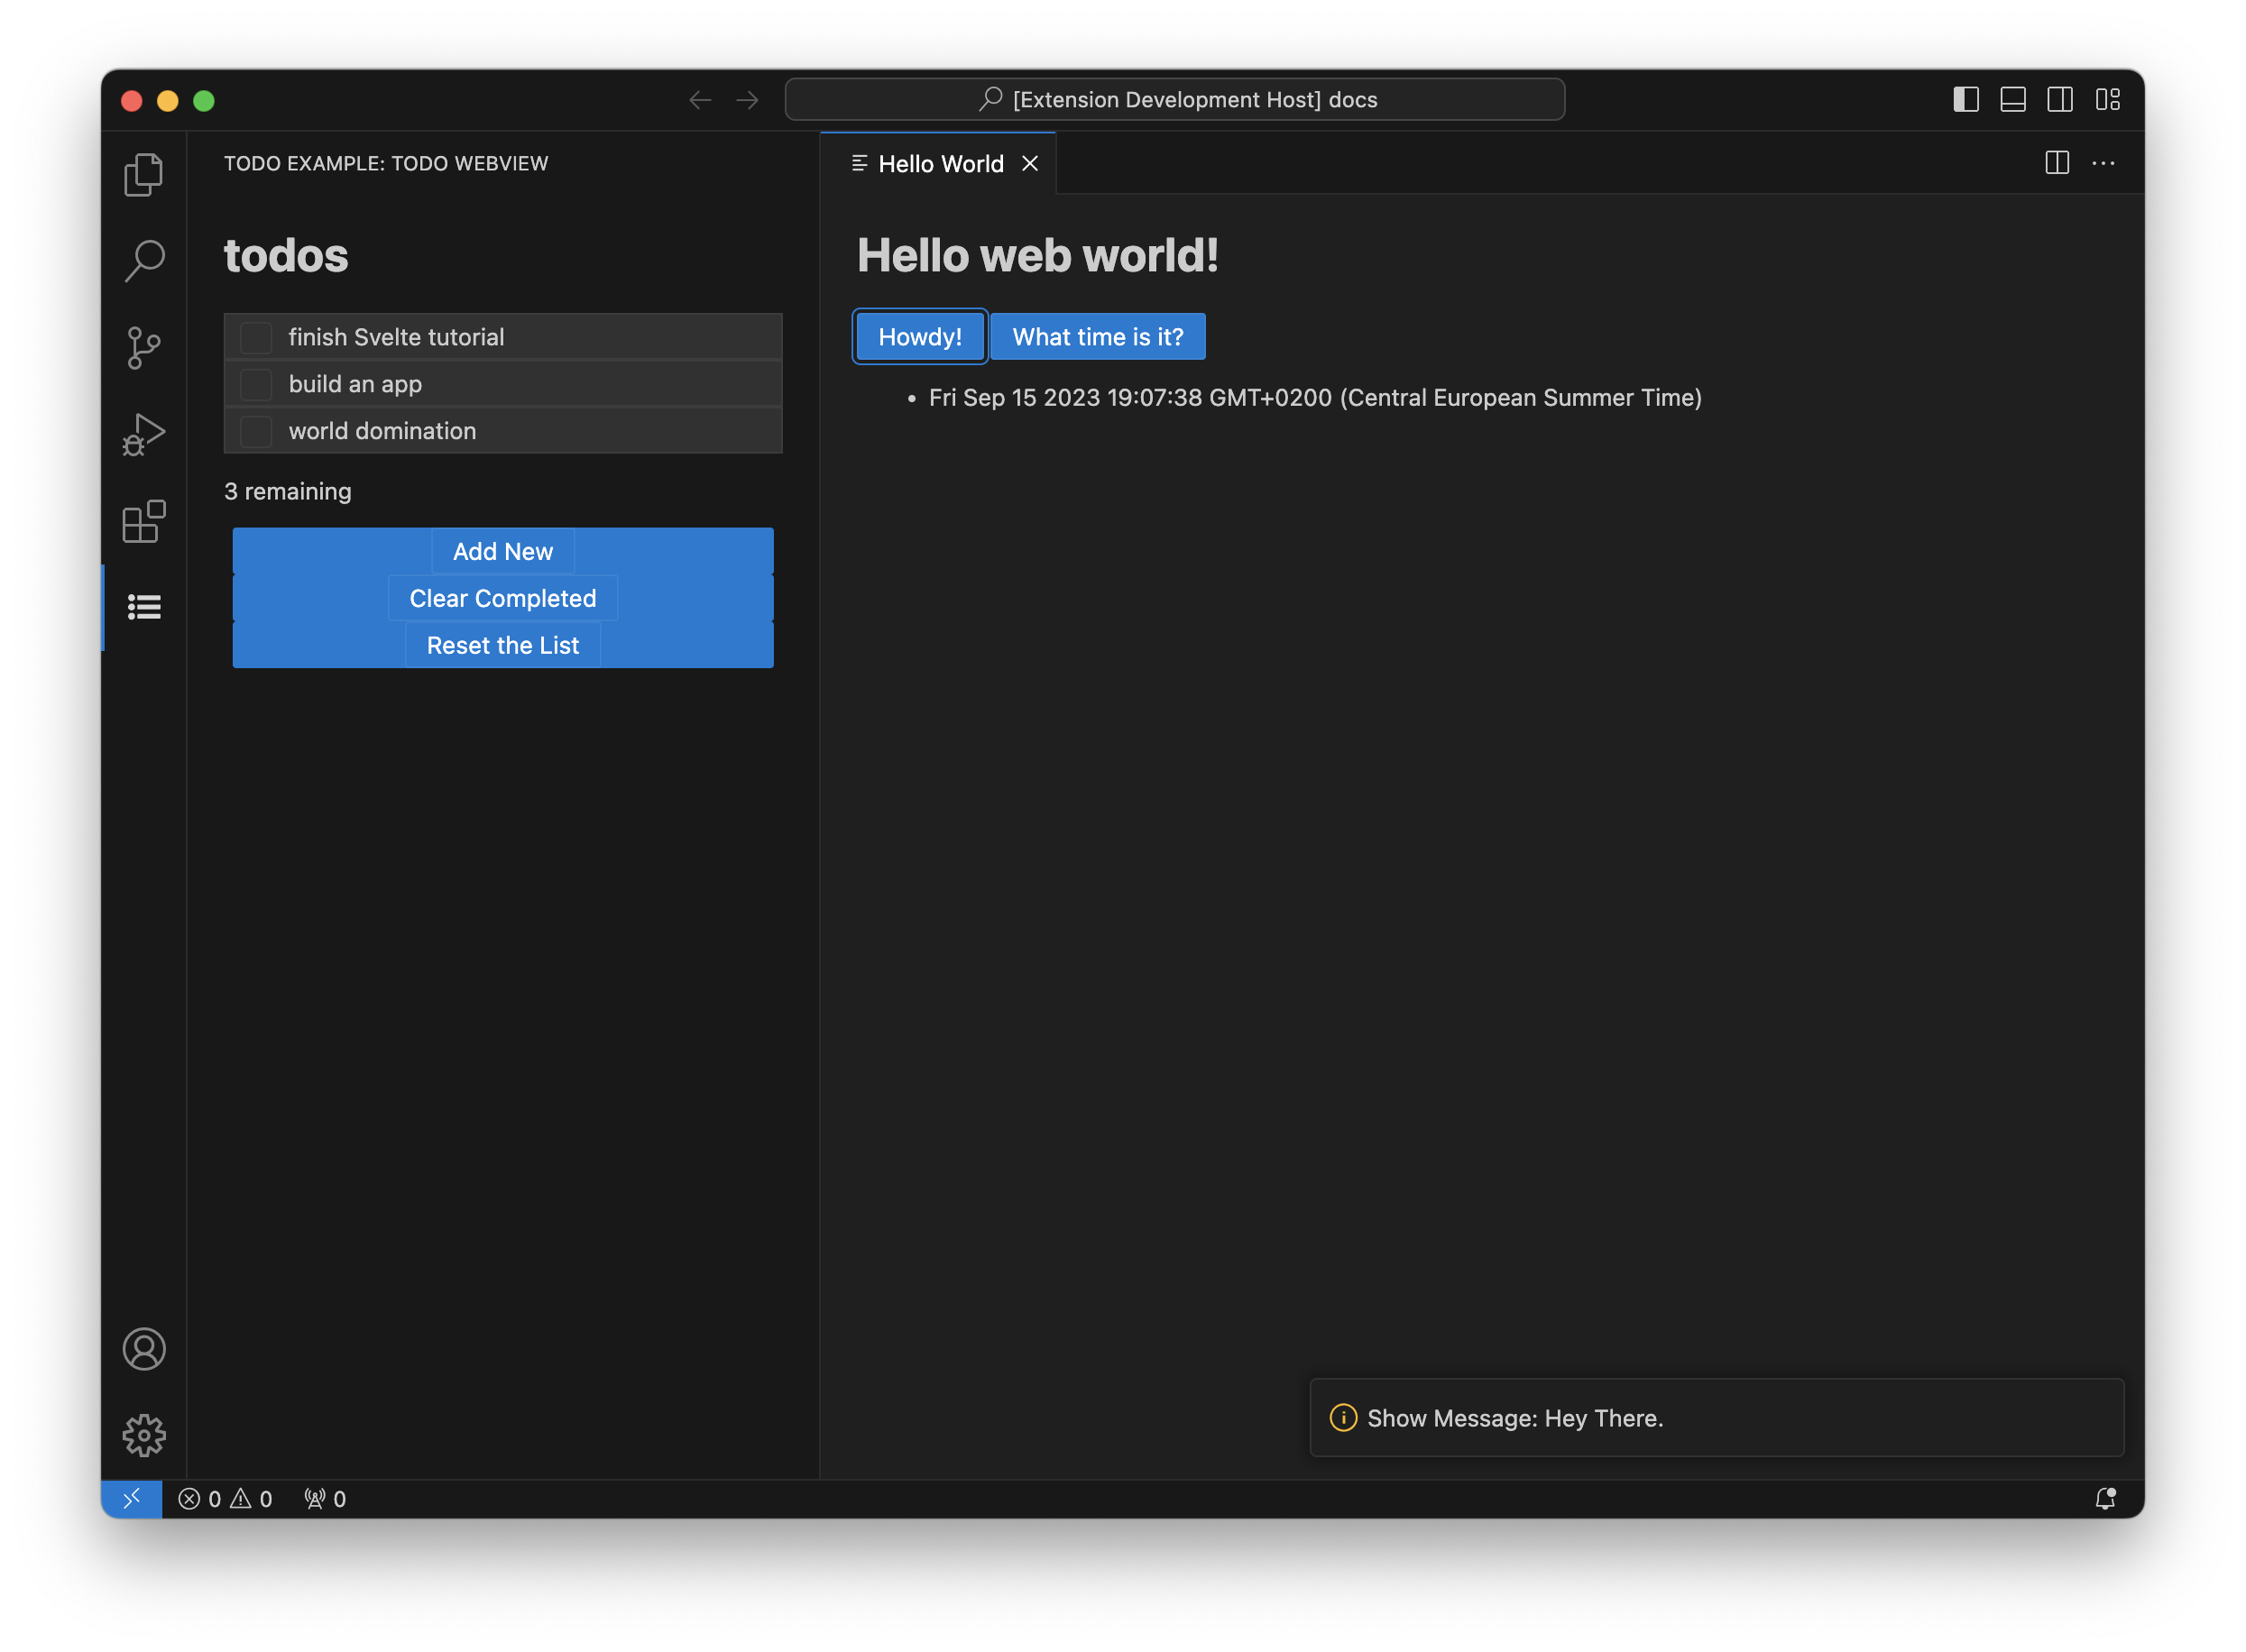 [Extension Development Host] docs
TODO EXAMPLE: TODO WEBVIEW
todos
finish Svelte tutorial
build an app
world domination
3 remaining
Add New
Clear Completed
Reset the List
Hello World
Hello web world!
Howdy! What time is it?
• Fri Sep 15 2023 19:07:38 GMT+0200 (Central European Summer Time)
Show Message: Hey There.
0 0 0